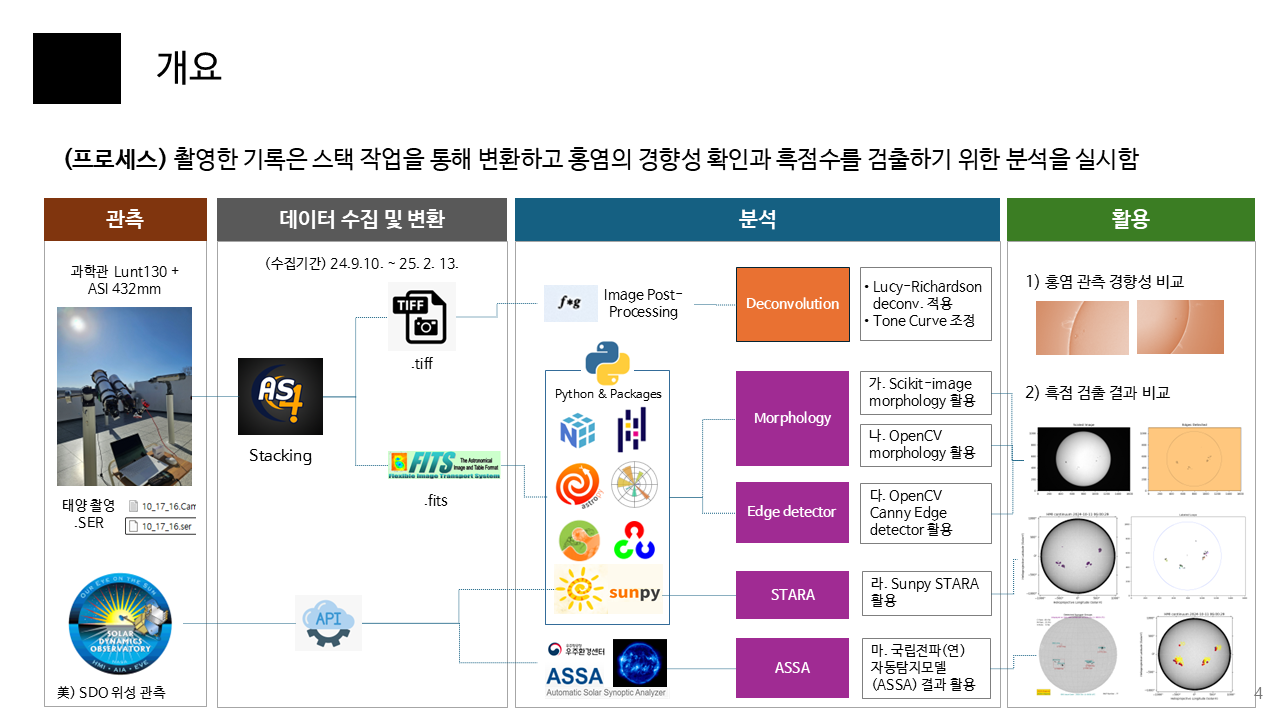 개요
(프로세스) 촬영한 기록은 스택 작업을 통해 변환하고 홍염의 경향성 확인과 흑점수를 검출하기 위한 분석을 실시함
관측
과학관 Lunt130 +
ASI 432mm
태양 촬영
.SER
10_17_16.Cam
10_17_16.ser
OUR EYE ON THE SUN
SOLAR
DYNAMICS
OBSERVATORY
HMI • AIA • EVE
美) SDO 위성 관측
데이터 수집 및 변환
(수집기간) 24.9.10. ~ 25. 2. 13.
AS4
Stacking
TIFF
.tiff
FITS
The Astronomical
Image and Table Format
Flexible Image Transport System
.fits
API
분석
f*g
Image Post-
Processing
Python & Packages
astropy
sunpy
우주환경센터
ASSA
Automatic Solar Synoptic Analyzer
Deconvolution
• Lucy-Richardson
deconv. 적용
• Tone Curve 조정
Morphology
가. Scikit-image
morphology 활용
나. OpenCV
morphology 활용
Edge detector
다. OpenCV
Canny Edge
detector 활용
STARA
라. Sunpy STARA
활용
ASSA
마. 국립전파(연)
자동탐지모델
(ASSA) 결과 활용
활용
1) 홍염 관측 경향성 비교
2) 흑점 검출 결과 비교
4